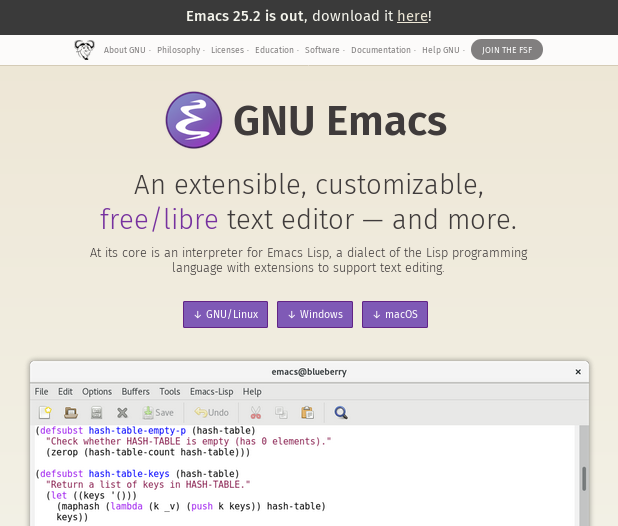 Emacs 25.2 is out, download it here!
About GNU · Philosophy · Licenses · Education · Software · Documentation · Help GNU · JOIN THE FSF
GNU Emacs
An extensible, customizable,
free/libre text editor — and more.
At its core is an interpreter for Emacs Lisp, a dialect of the Lisp programming
language with extensions to support text editing.
↓ GNU/Linux ↓ Windows ↓ macOS
emacs@blueberry ×
File Edit Options Buffers Tools Emacs-Lisp Help
Save Undo
(defsubst hash-table-empty-p (hash-table)
"Check whether HASH-TABLE is empty (has 0 elements)."
(zerop (hash-table-count hash-table)))
(defsubst hash-table-keys (hash-table)
"Return a list of keys in HASH-TABLE."
(let ((keys '()))
(maphash (lambda (k _v) (push k keys)) hash-table)
keys))